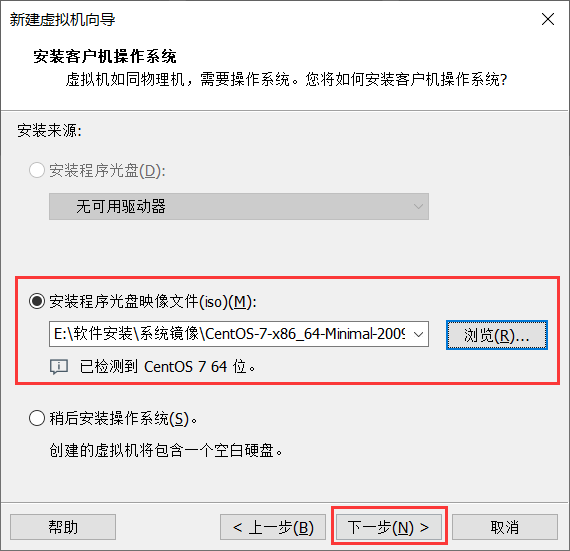 新建虚拟机向导
安装客户机操作系统
虚拟机如同物理机，需要操作系统。您将如何安装客户机操作系统?
安装来源:
安装程序光盘(D):
无可用驱动器
安装程序光盘映像文件(iso)(M):
E:\软件安装\系统镜像\CentOS-7-x86_64-Minimal-2009
浏览(R)...
已检测到 CentOS 7 64 位。
稍后安装操作系统(S)。
创建的虚拟机将包含一个空白硬盘。
帮助
< 上一步(B)
下一步(N) >
取消